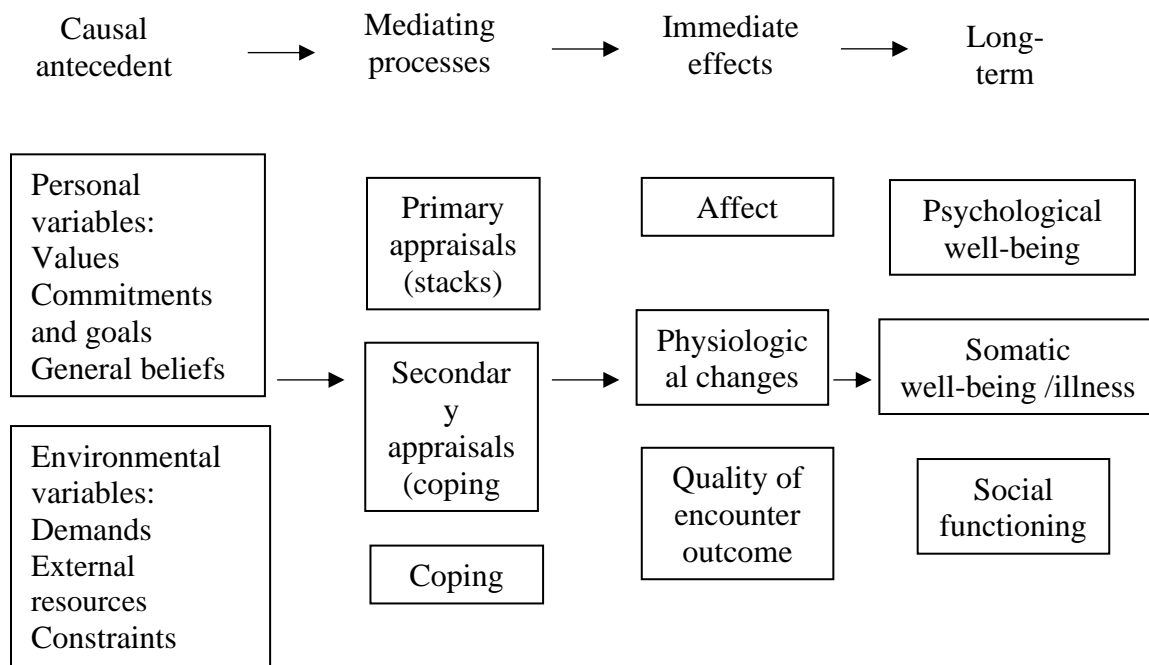 Causal
antecedent
Mediating
processes
Immediate
effects
Long-
term
Personal
variables:
Values
Commitments
and goals
General beliefs
Environmental
variables:
Demands
External
resources
Constraints
Primary
appraisals
(stacks)
Secondar
y
appraisals
(coping
Coping
Affect
Physiologic
al changes
Quality of
encounter
outcome
Psychological
well-being
Somatic
well-being /illness
Social
functioning